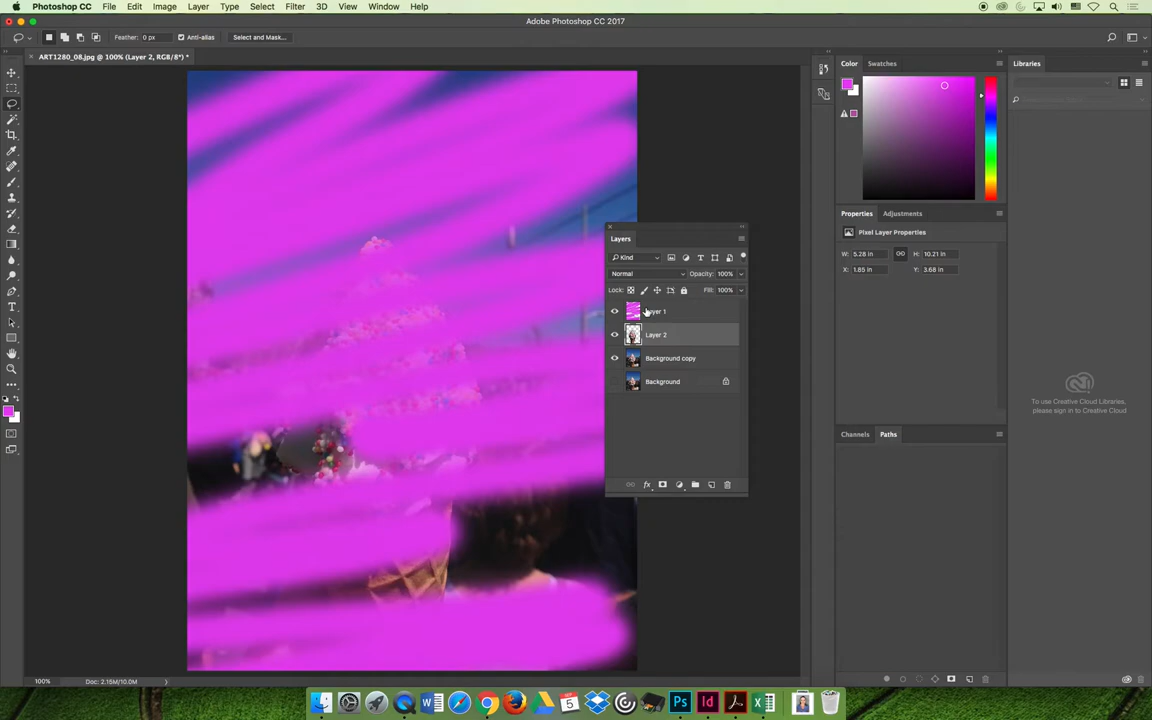 Photoshop CC File Edit Image Layer Type Select Filter 3D View Window Help
Adobe Photoshop CC 2017
Feather: 0 px Anti-alias Select and Mask...
ART1280_08.jpg @ 100% (Layer 2, RGB/8*) *
Color Swatches
Libraries
Properties Adjustments
Pixel Layer Properties
W: 5.28 in H: 10.21 in
X: 1.85 in Y: 3.68 in
Layers
Kind
Normal Opacity: 100%
Lock: Fill: 100%
Layer 1
Layer 2
Background copy
Background
To use Creative Cloud Libraries,
please sign in to Creative Cloud
Channels Paths
100% Doc: 2.15M/10.0M